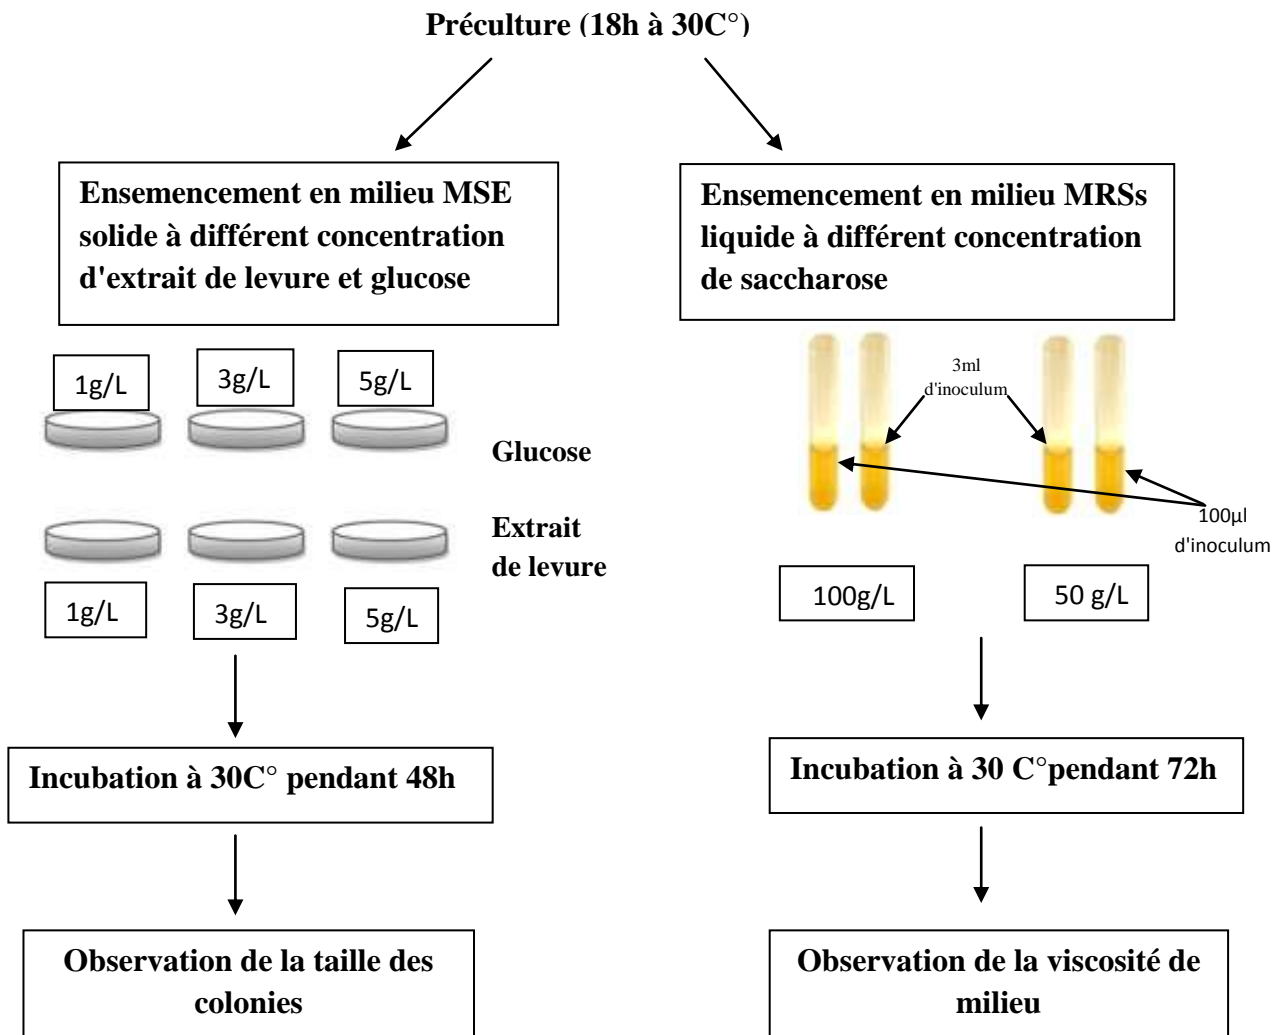 Préculture (18h à 30C°)
Ensemencement en milieu MSE
solide à différent concentration
d'extrait de levure et glucose
Ensemencement en milieu MRSs
liquide à différent concentration
de saccharose
1g/L
3g/L
5g/L
Glucose
Extrait
de levure
1g/L
3g/L
5g/L
3ml
d'inoculum
100µl
d'inoculum
100g/L
50 g/L
Incubation à 30C° pendant 48h
Incubation à 30 C°pendant 72h
Observation de la taille des
colonies
Observation de la viscosité de
milieu